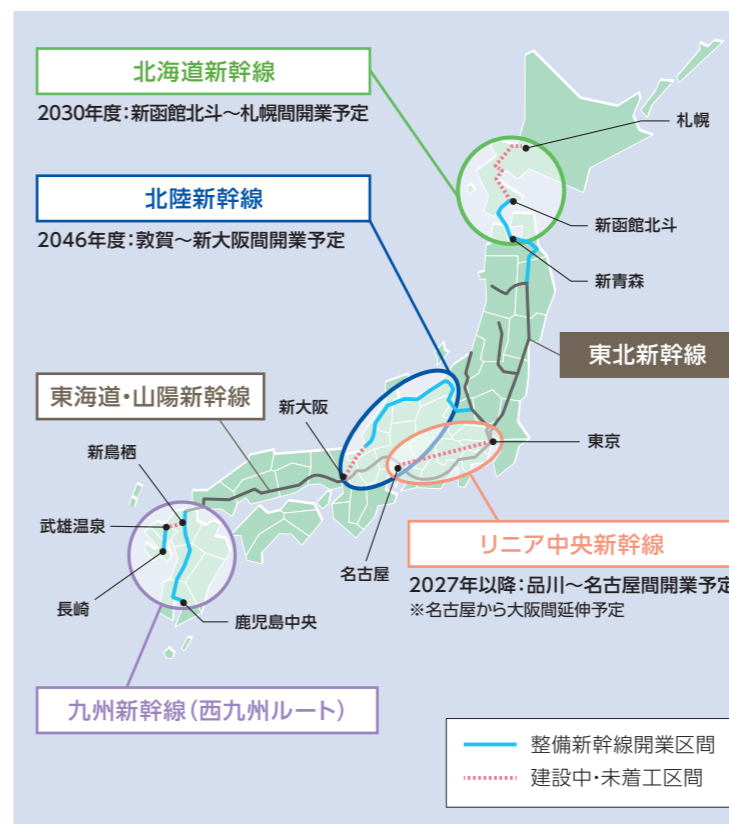 北海道新幹線
2030年度：新函館北斗～札幌間開業予定
札幌
北陸新幹線
2046年度：敦賀～新大阪間開業予定
新函館北斗
新青森
東北新幹線
東海道・山陽新幹線
新大阪
新鳥栖
東京
武雄温泉
長崎
名古屋
鹿児島中央
リニア中央新幹線
2027年以降：品川～名古屋間開業予定
※名古屋から大阪間延伸予定
九州新幹線（西九州ルート）
整備新幹線開業区間
建設中・未着工区間